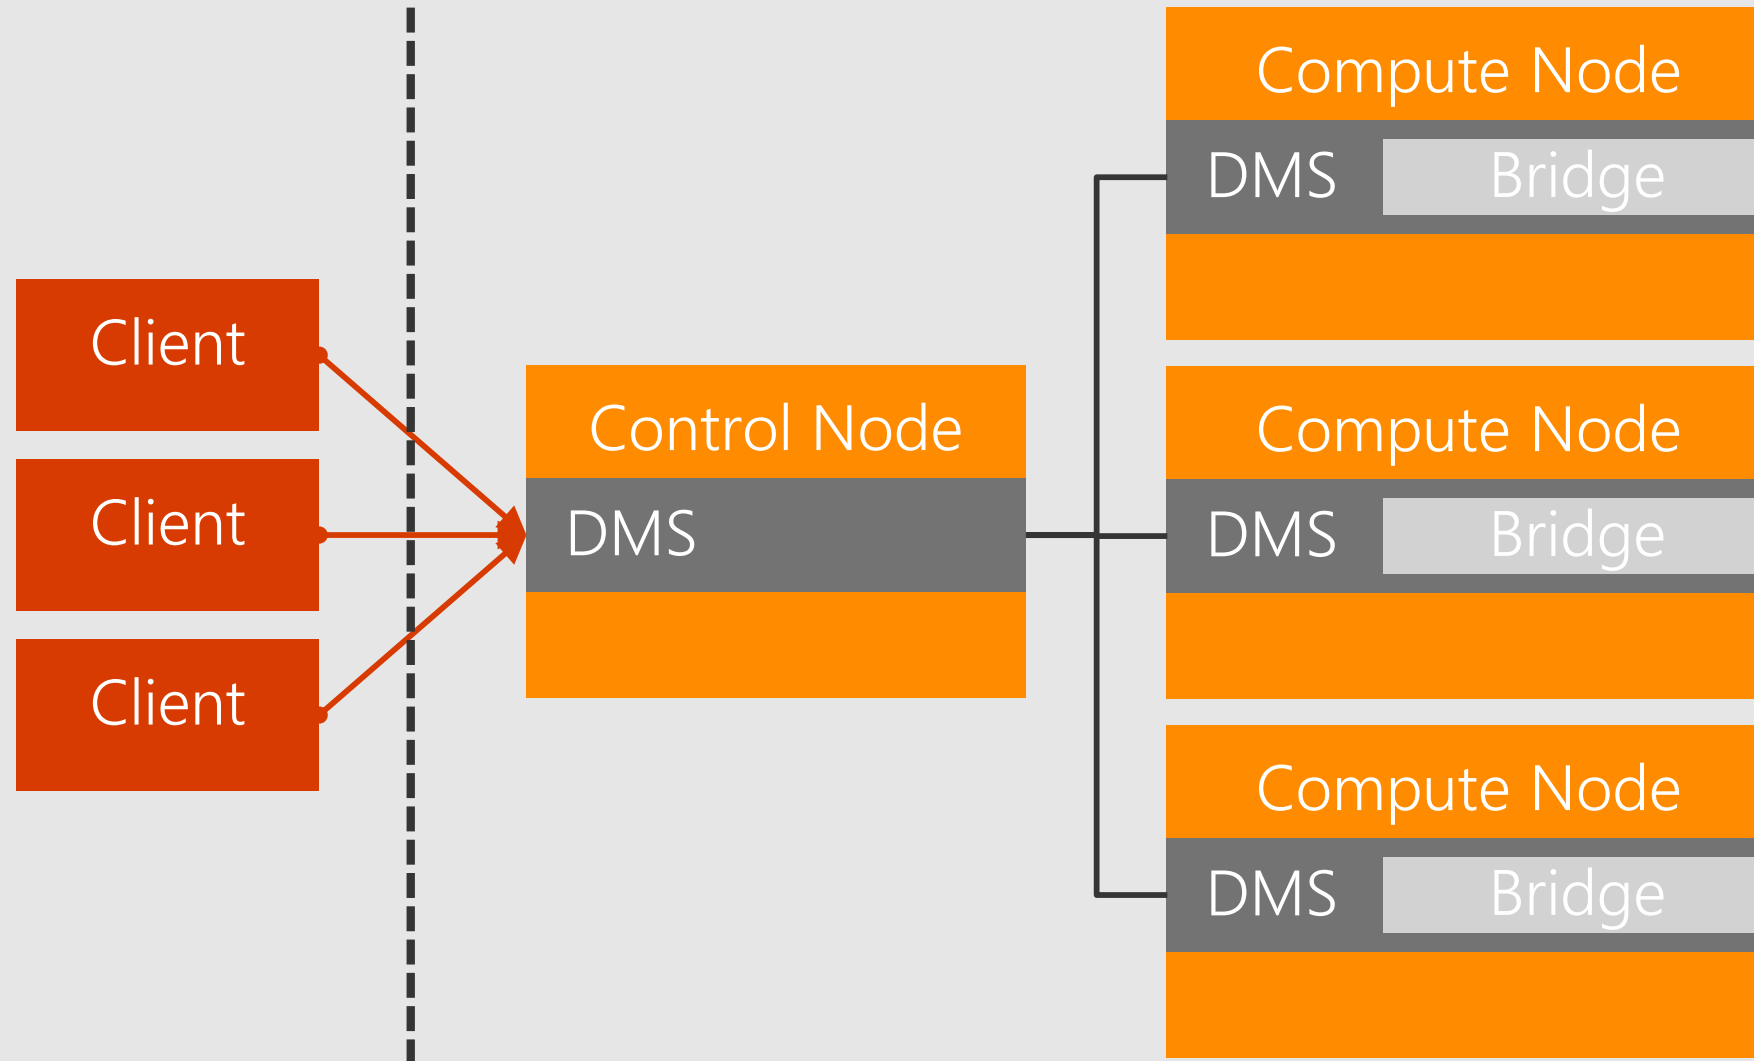 Client
Client
Client
Control Node
DMS
Compute Node
DMS Bridge
Compute Node
DMS Bridge
Compute Node
DMS Bridge